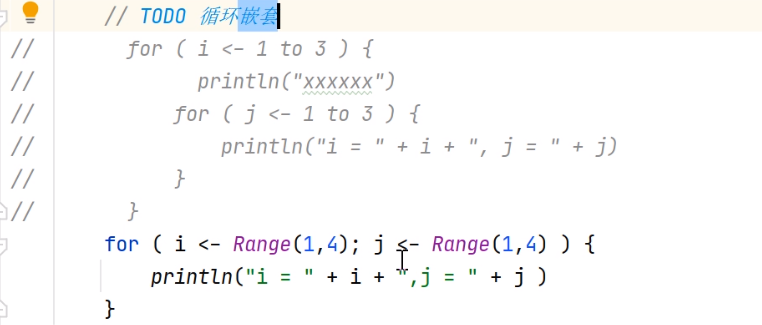 // TODO 循环嵌套
//        for ( i <- 1 to 3 ) {
//              println("xxxxxx")
//            for ( j <- 1 to 3 ) {
//                println("i = " + i + ", j = " + j)
//            }
//        }
for ( i <- Range(1,4); j <- Range(1,4) ) {
    println("i = " + i + ",j = " + j )
}